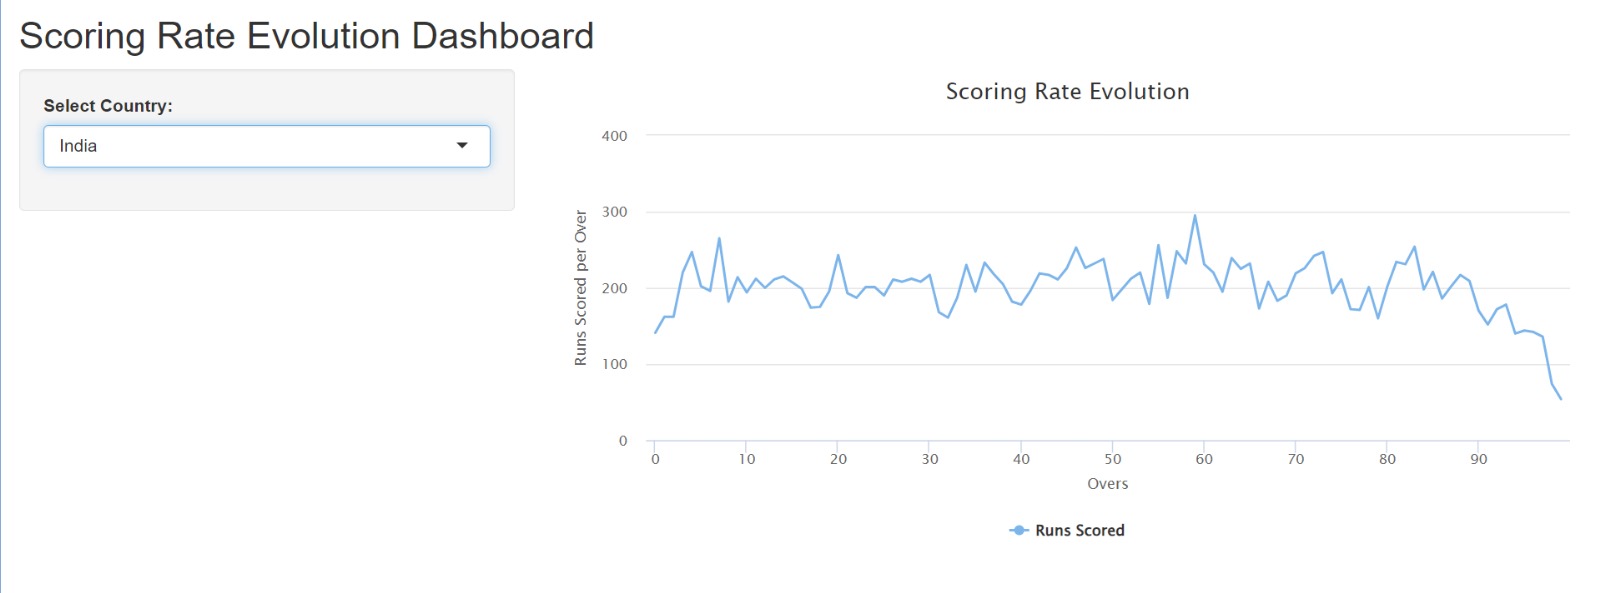 Scoring Rate Evolution Dashboard
Select Country:
India
Scoring Rate Evolution
Runs Scored per Over
400
300
200
100
0
0 10 20 30 40 50 60 70 80 90
Overs
Runs Scored